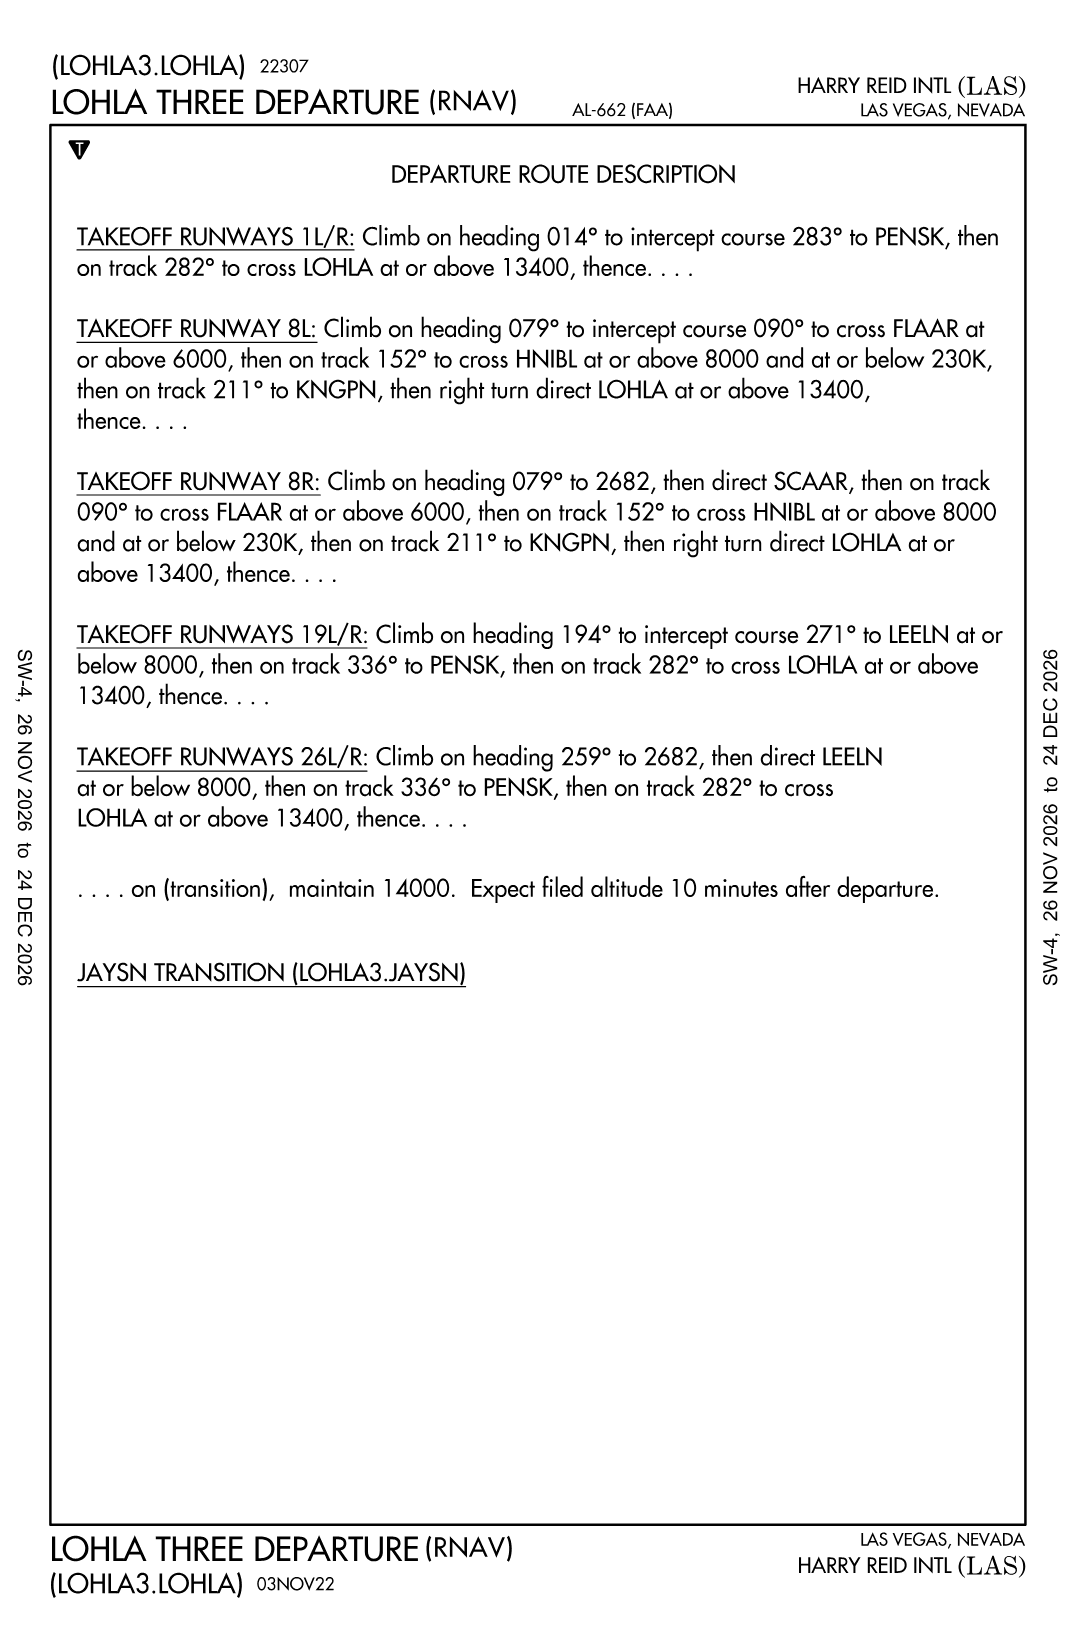 (LOHLA3.LOHLA) 22307
LOHLA THREE DEPARTURE (RNAV)
AL-662 (FAA)
HARRY REID INTL (LAS)
LAS VEGAS, NEVADA
T
DEPARTURE ROUTE DESCRIPTION
TAKEOFF RUNWAYS 1L/R: Climb on heading 014° to intercept course 283° to PENSK, then
on track 282° to cross LOHLA at or above 13400, thence. . . .
TAKEOFF RUNWAY 8L: Climb on heading 079° to intercept course 090° to cross FLAAR at
or above 6000, then on track 152° to cross HNIBL at or above 8000 and at or below 230K,
then on track 211° to KNGPN, then right turn direct LOHLA at or above 13400,
thence. . . .
TAKEOFF RUNWAY 8R: Climb on heading 079° to 2682, then direct SCAAR, then on track
090° to cross FLAAR at or above 6000, then on track 152° to cross HNIBL at or above 8000
and at or below 230K, then on track 211° to KNGPN, then right turn direct LOHLA at or
above 13400, thence. . . .
TAKEOFF RUNWAYS 19L/R: Climb on heading 194° to intercept course 271° to LEELN at or
below 8000, then on track 336° to PENSK, then on track 282° to cross LOHLA at or above
13400, thence. . . .
TAKEOFF RUNWAYS 26L/R: Climb on heading 259° to 2682, then direct LEELN
at or below 8000, then on track 336° to PENSK, then on track 282° to cross
LOHLA at or above 13400, thence. . . .
. . . . on (transition), maintain 14000. Expect filed altitude 10 minutes after departure.
JAYSN TRANSITION (LOHLA3.JAYSN)
SW-4, 26 NOV 2026 to 24 DEC 2026
SW-4, 26 NOV 2026 to 24 DEC 2026
LOHLA THREE DEPARTURE (RNAV)
(LOHLA3.LOHLA) 03NOV22
LAS VEGAS, NEVADA
HARRY REID INTL (LAS)